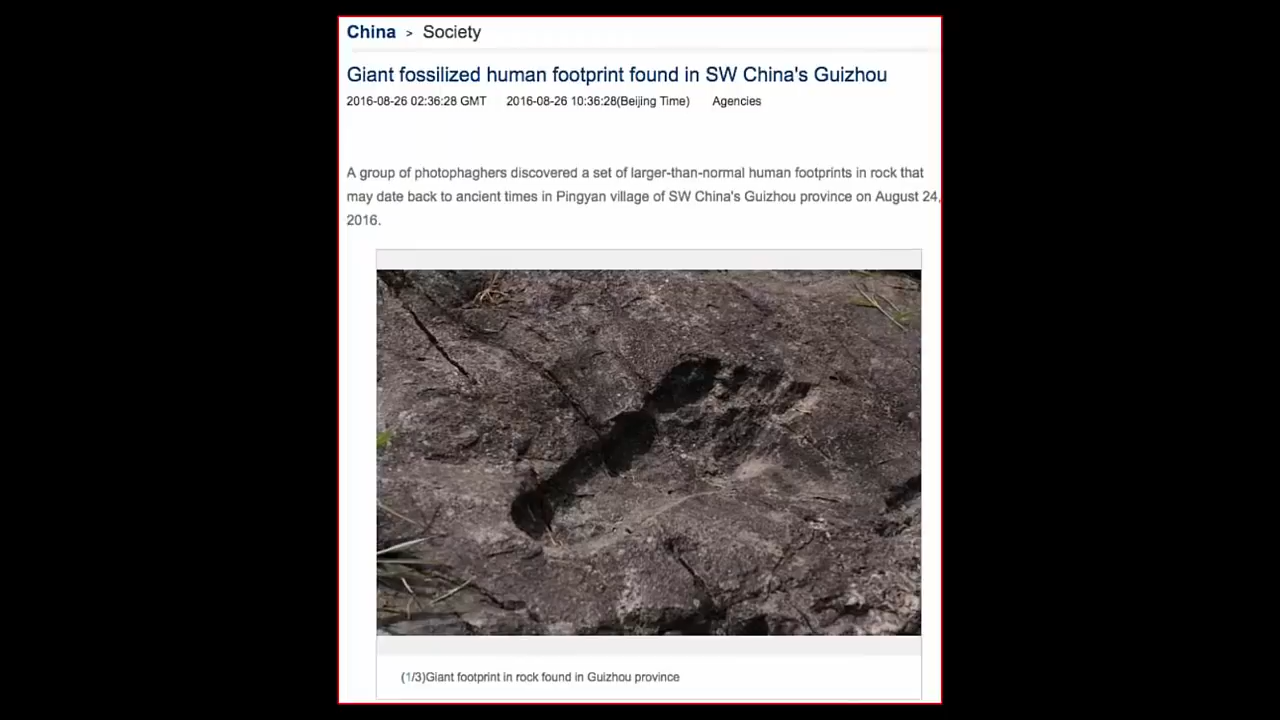 China > Society
Giant fossilized human footprint found in SW China's Guizhou
2016-08-26 02:36:28 GMT 2016-08-26 10:36:28(Beijing Time) Agencies
A group of photophaghers discovered a set of larger-than-normal human footprints in rock that
may date back to ancient times in Pingyan village of SW China's Guizhou province on August 24,
2016.
(1/3)Giant footprint in rock found in Guizhou province